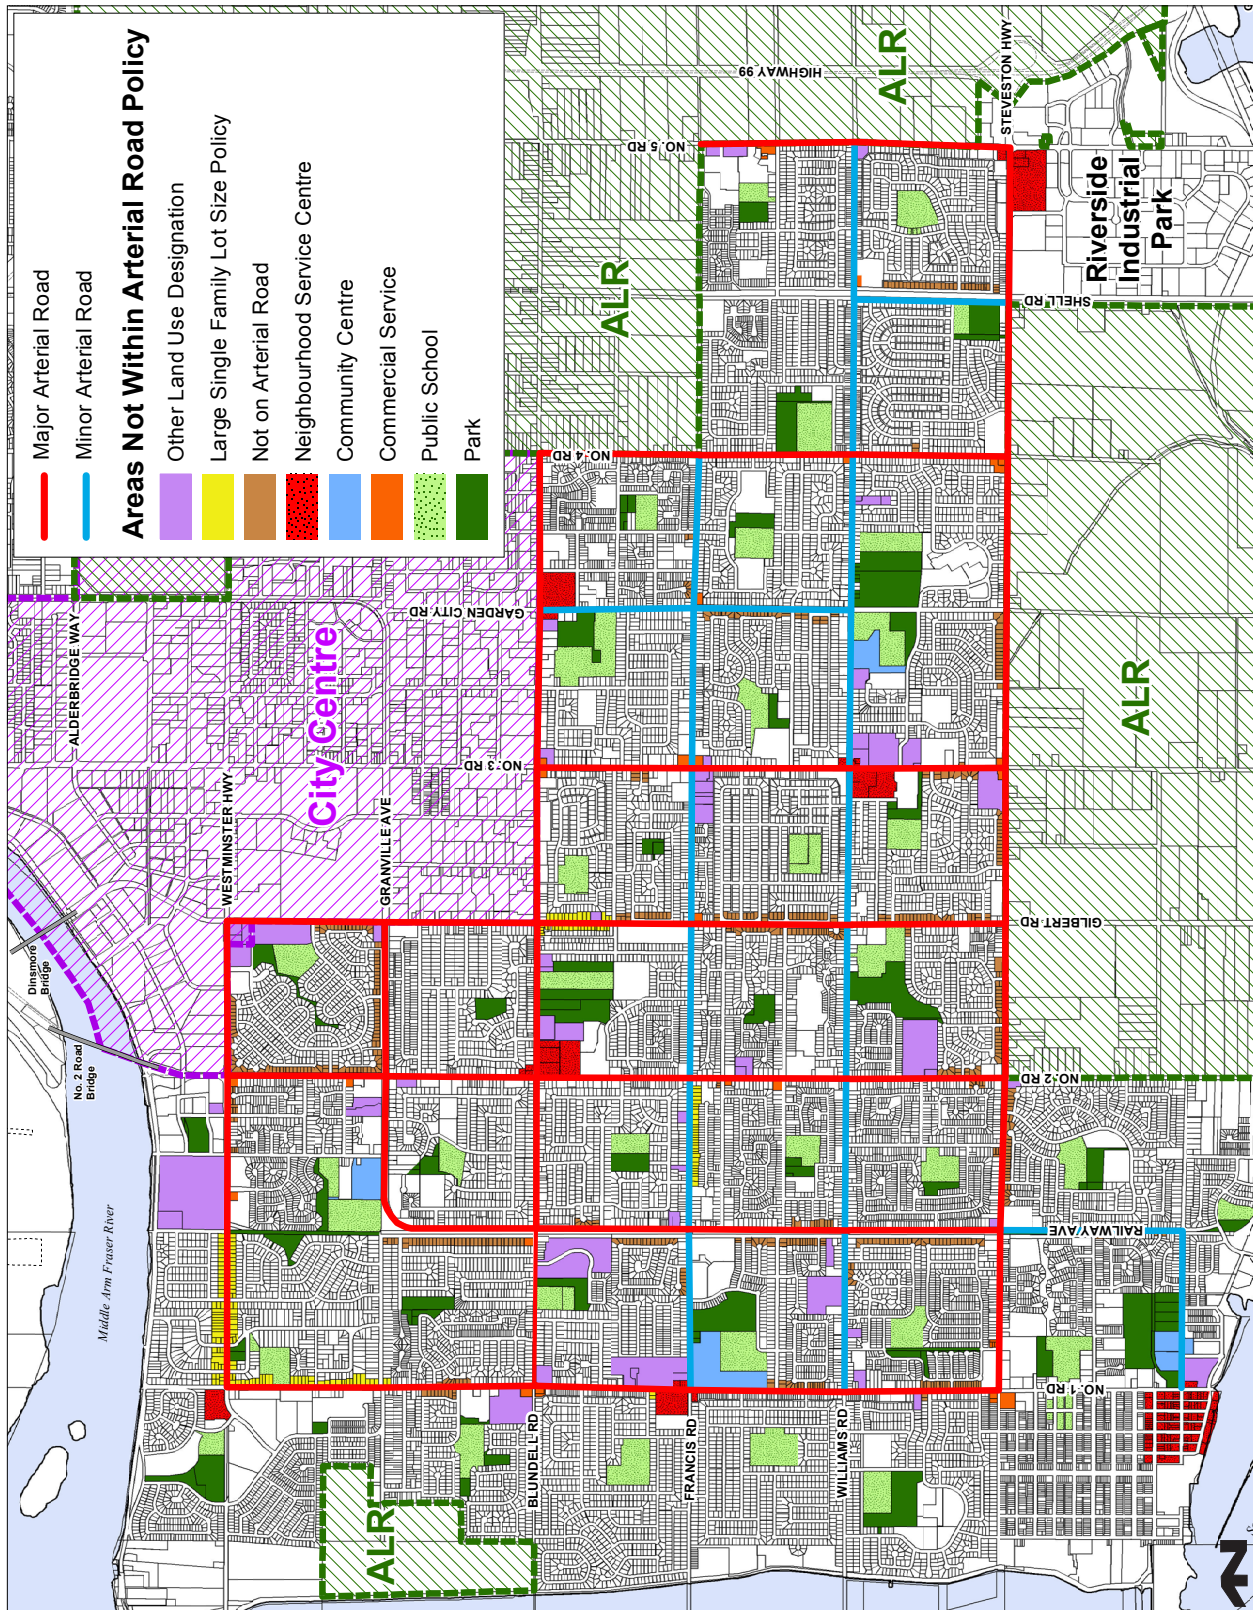 Major Arterial Road
Minor Arterial Road
Areas Not Within Arterial Road Policy
Other Land Use Designation
Large Single Family Lot Size Policy
Not on Arterial Road
Neighbourhood Service Centre
Community Centre
Commercial Service
Public School
Park
ALDERBRIDGE WAY
WESTMINSTER HWY
GRANVILLE AVE
BLUNDELL RD
FRANCIS RD
WILLIAMS RD
STEVESTON HWY
HIGHWAY 99
NO. 5 RD
SHELL RD
NO. 4 RD
GARDEN CITY RD
NO. 3 RD
GILBERT RD
NO. 2 RD
RAILWAY AVE
NO. 1 RD
City Centre
ALR
ALR
ALR
ALR
Riverside
Industrial
Park
Dinsmore
Bridge
No. 2 Road
Bridge
Middle Arm Fraser River
N